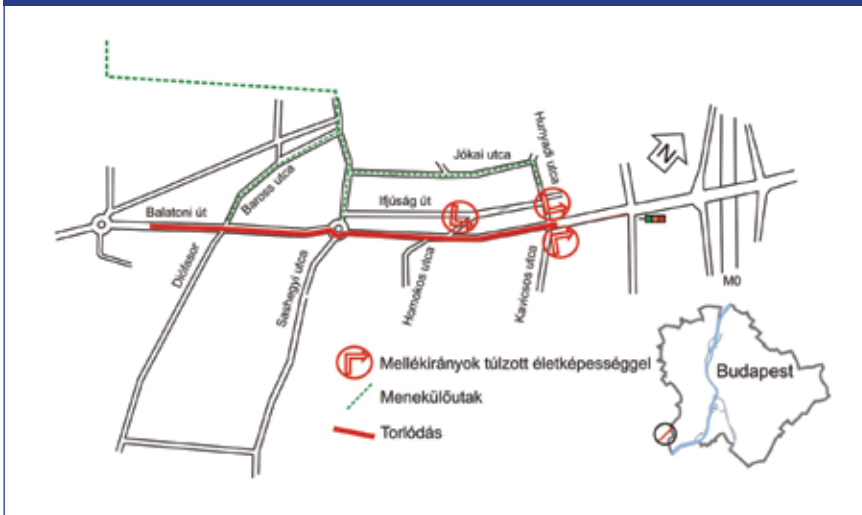 Hunyadi utca
Jókai utca
N
Baross utca
Ifjúság út
Balatoni út
Diófasor
Sashegyi utca
Homokos utca
Kavicsos utca
M0
Mellékirányok túlzott életképességgel
Menekülőutak
Torlódás
Budapest